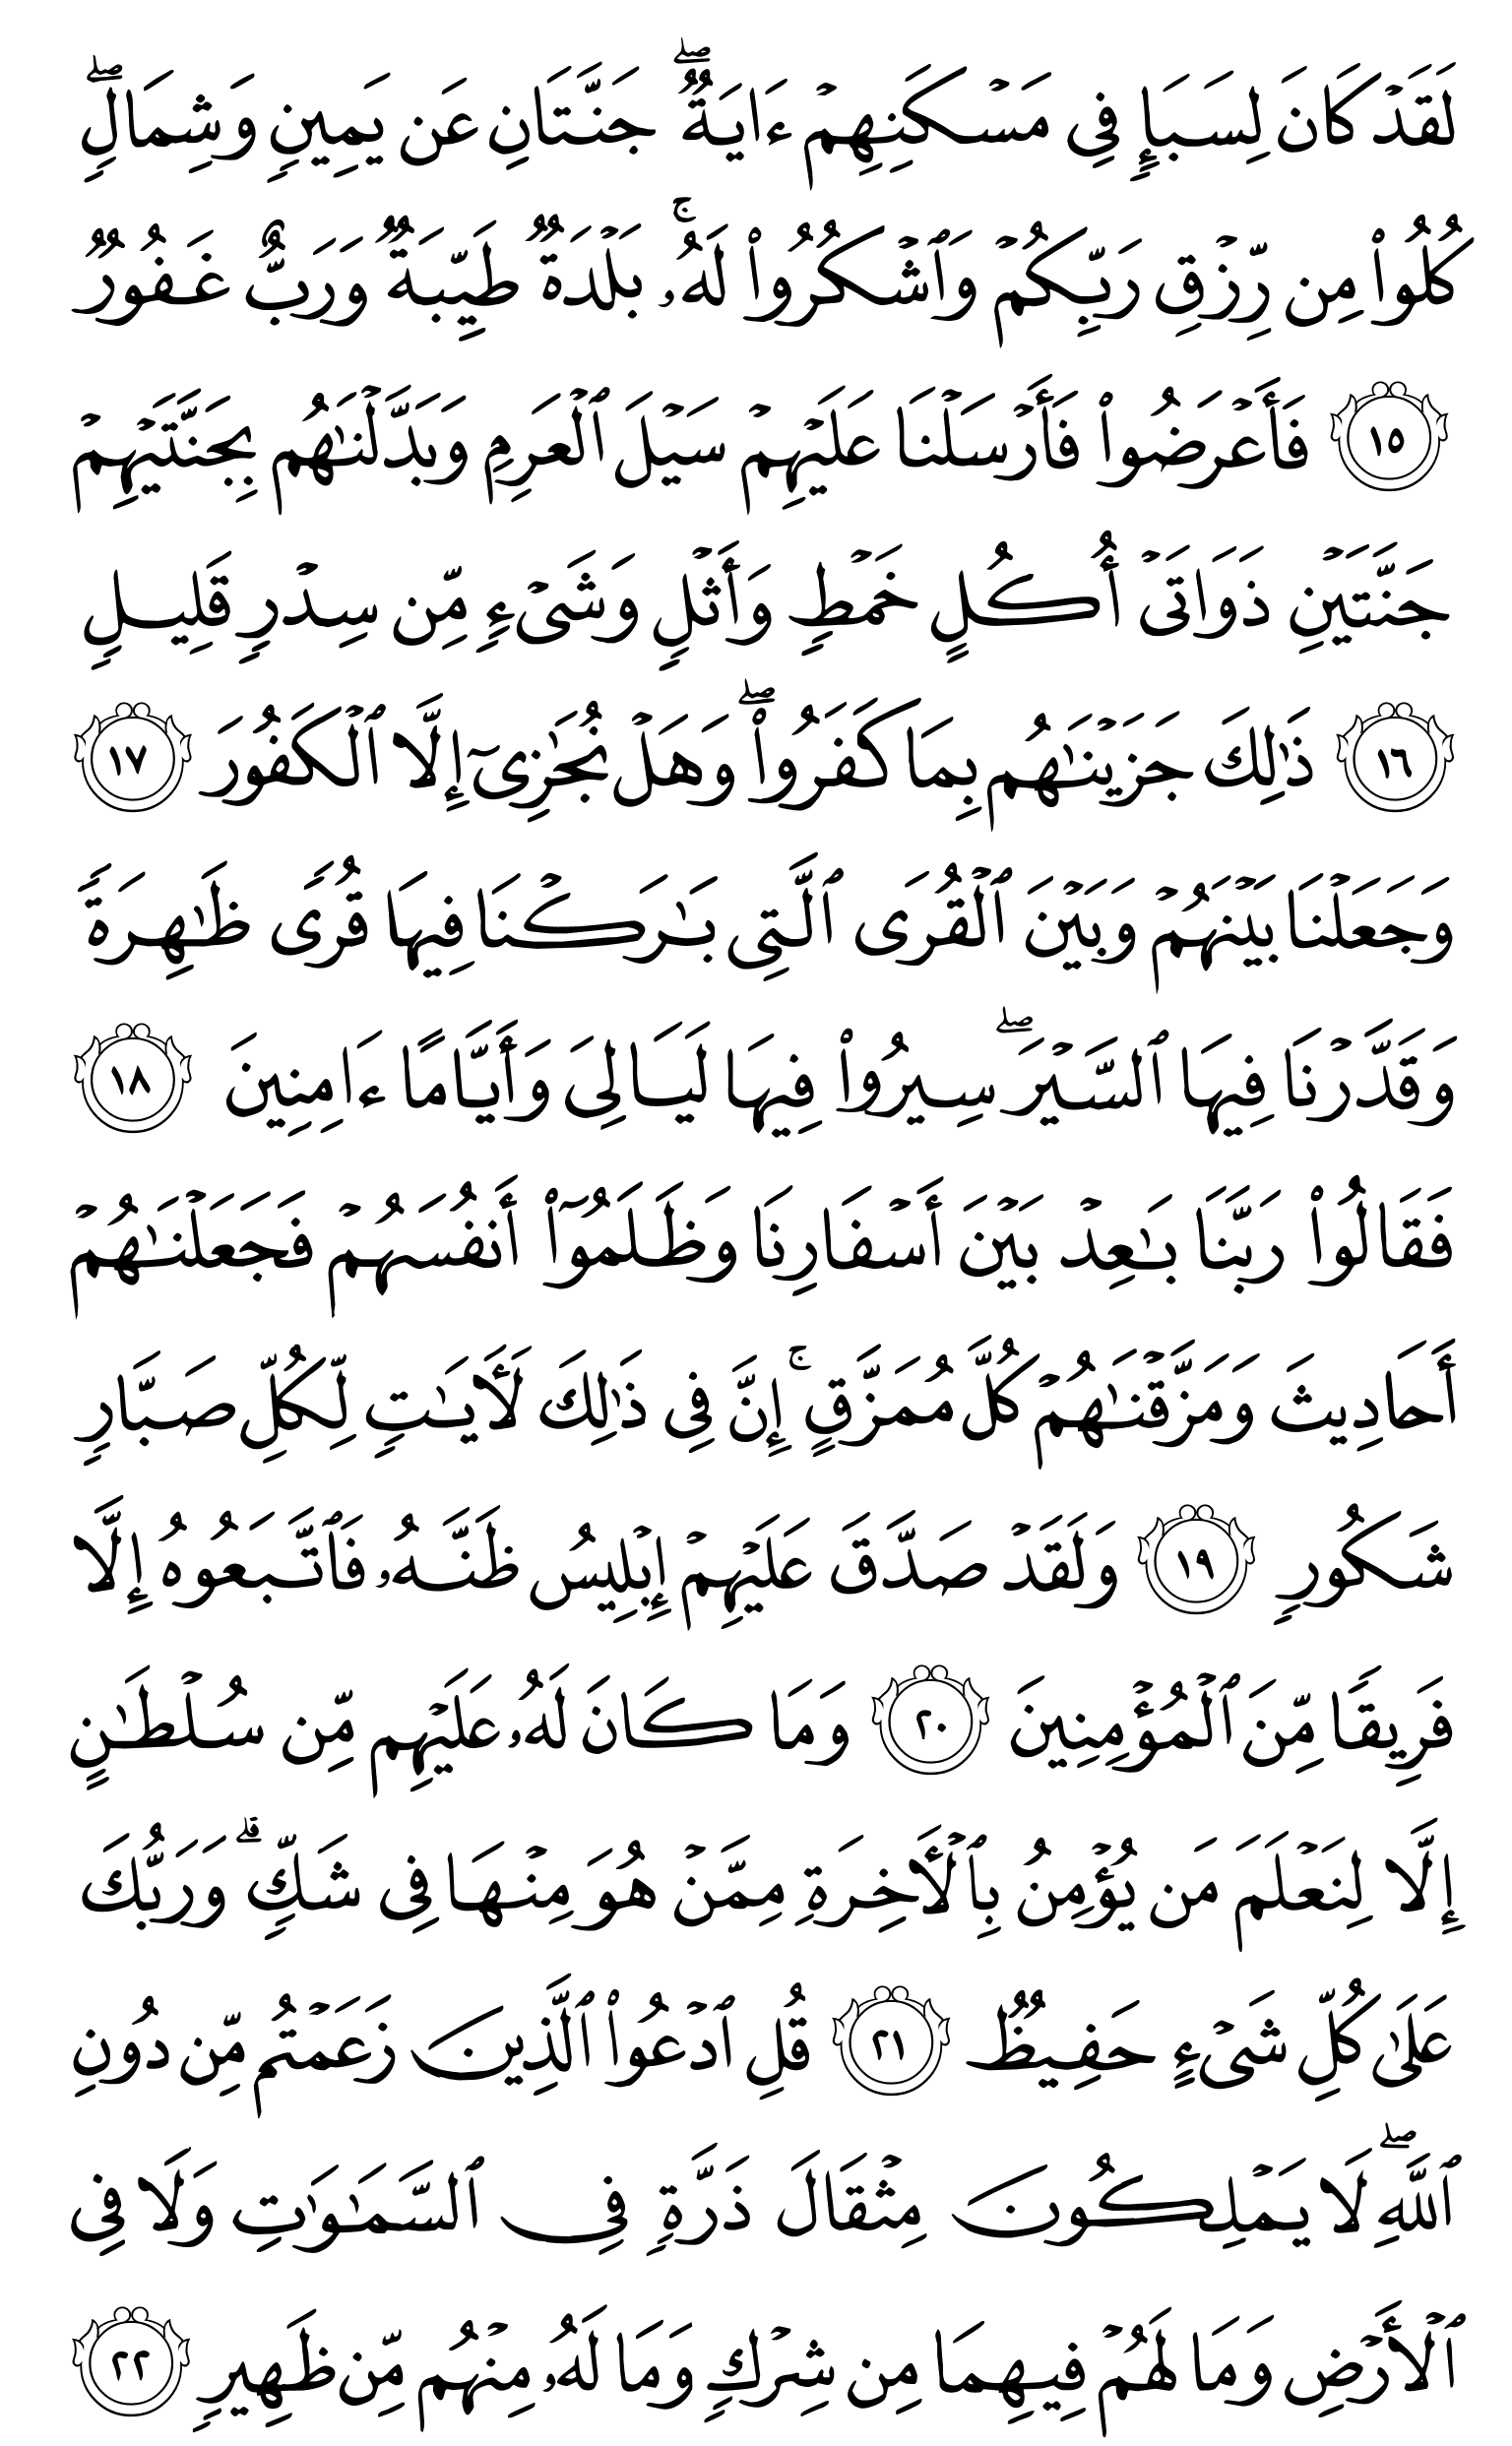 لَقَدۡ كَانَ لِسَبَإٖ فِي مَسۡكَنِهِمۡ ءَايَةٞۖ جَنَّتَانِ عَن يَمِينٖ وَشِمَالٖۖ
كُلُواْ مِن رِّزۡقِ رَبِّكُمۡ وَٱشۡكُرُواْ لَهُۥۚ بَلۡدَةٞ طَيِّبَةٞ وَرَبٌّ غَفُورٞ
١٥ فَأَعۡرَضُواْ فَأَرۡسَلۡنَا عَلَيۡهِمۡ سَيۡلَ ٱلۡعَرِمِ وَبَدَّلۡنَٰهُم بِجَنَّتَيۡهِمۡ
جَنَّتَيۡنِ ذَوَاتَيۡ أُكُلٍ خَمۡطٖ وَأَثۡلٖ وَشَيۡءٖ مِّن سِدۡرٖ قَلِيلٖ
١٦ ذَٰلِكَ جَزَيۡنَٰهُم بِمَا كَفَرُواْۖ وَهَلۡ نُجَٰزِيٓ إِلَّا ٱلۡكَفُورَ ١٧
وَجَعَلۡنَا بَيۡنَهُمۡ وَبَيۡنَ ٱلۡقُرَى ٱلَّتِي بَٰرَكۡنَا فِيهَا قُرٗى ظَٰهِرَةٗ
وَقَدَّرۡنَا فِيهَا ٱلسَّيۡرَۖ سِيرُواْ فِيهَا لَيَالِيَ وَأَيَّامًا ءَامِنِينَ ١٨
فَقَالُواْ رَبَّنَا بَٰعِدۡ بَيۡنَ أَسۡفَارِنَا وَظَلَمُوٓاْ أَنفُسَهُمۡ فَجَعَلۡنَٰهُمۡ
أَحَادِيثَ وَمَزَّقۡنَٰهُمۡ كُلَّ مُمَزَّقٍۚ إِنَّ فِي ذَٰلِكَ لَأٓيَٰتٖ لِّكُلِّ صَبَّارٖ
شَكُورٖ ١٩ وَلَقَدۡ صَدَّقَ عَلَيۡهِمۡ إِبۡلِيسُ ظَنَّهُۥ فَٱتَّبَعُوهُ إِلَّا
فَرِيقٗا مِّنَ ٱلۡمُؤۡمِنِينَ ٢٠ وَمَا كَانَ لَهُۥ عَلَيۡهِم مِّن سُلۡطَٰنٍ
إِلَّا لِنَعۡلَمَ مَن يُؤۡمِنُ بِٱلۡأٓخِرَةِ مِمَّنۡ هُوَ مِنۡهَا فِي شَكّٖۗ وَرَبُّكَ
عَلَىٰ كُلِّ شَيۡءٍ حَفِيظٞ ٢١ قُلِ ٱدۡعُواْ ٱلَّذِينَ زَعَمۡتُم مِّن دُونِ
ٱللَّهِۖ لَا يَمۡلِكُونَ مِثۡقَالَ ذَرَّةٖ فِي ٱلسَّمَٰوَٰتِ وَلَا فِي
ٱلۡأَرۡضِ وَمَا لَهُمۡ فِيهِمَا مِن شِرۡكٖ وَمَا لَهُۥ مِنۡهُم مِّن ظَهِيرٖ ٢٢